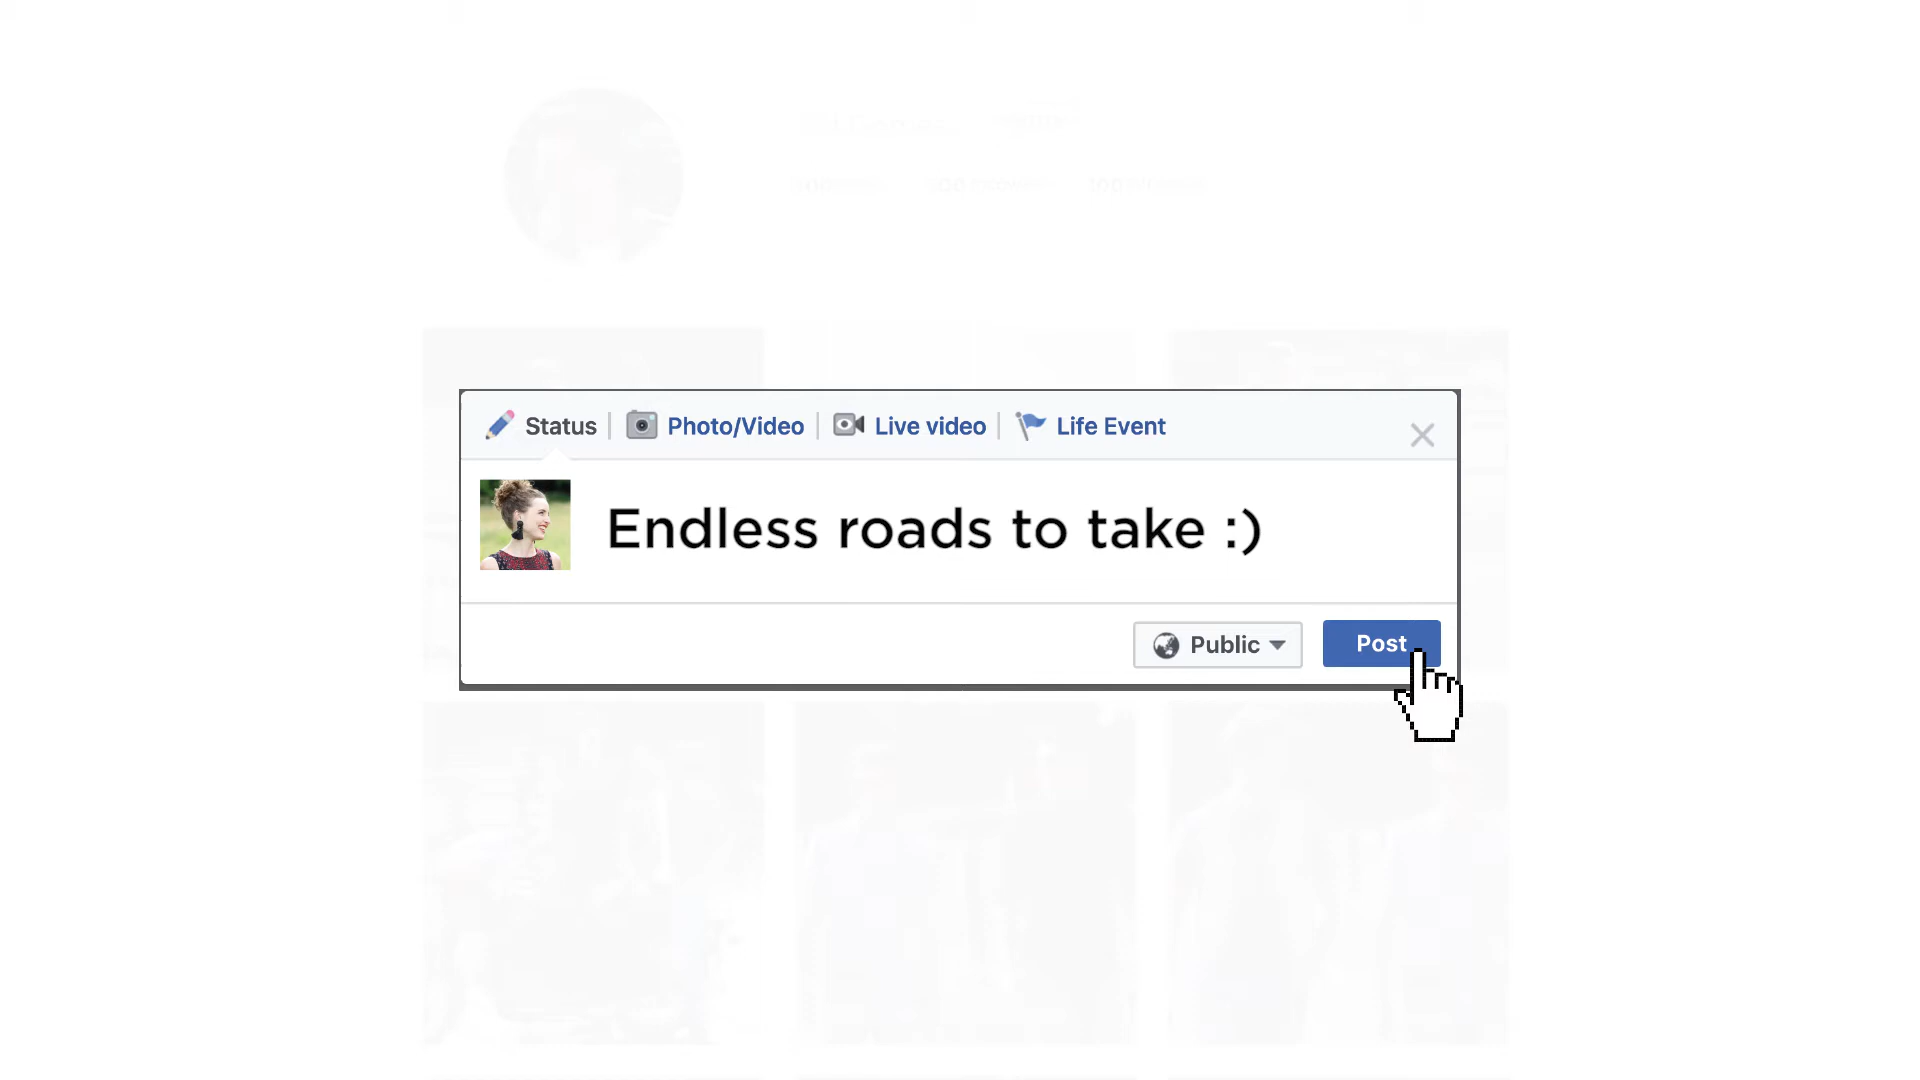 Status | Photo/Video | Live video | Life Event
Endless roads to take :)
Public
Post